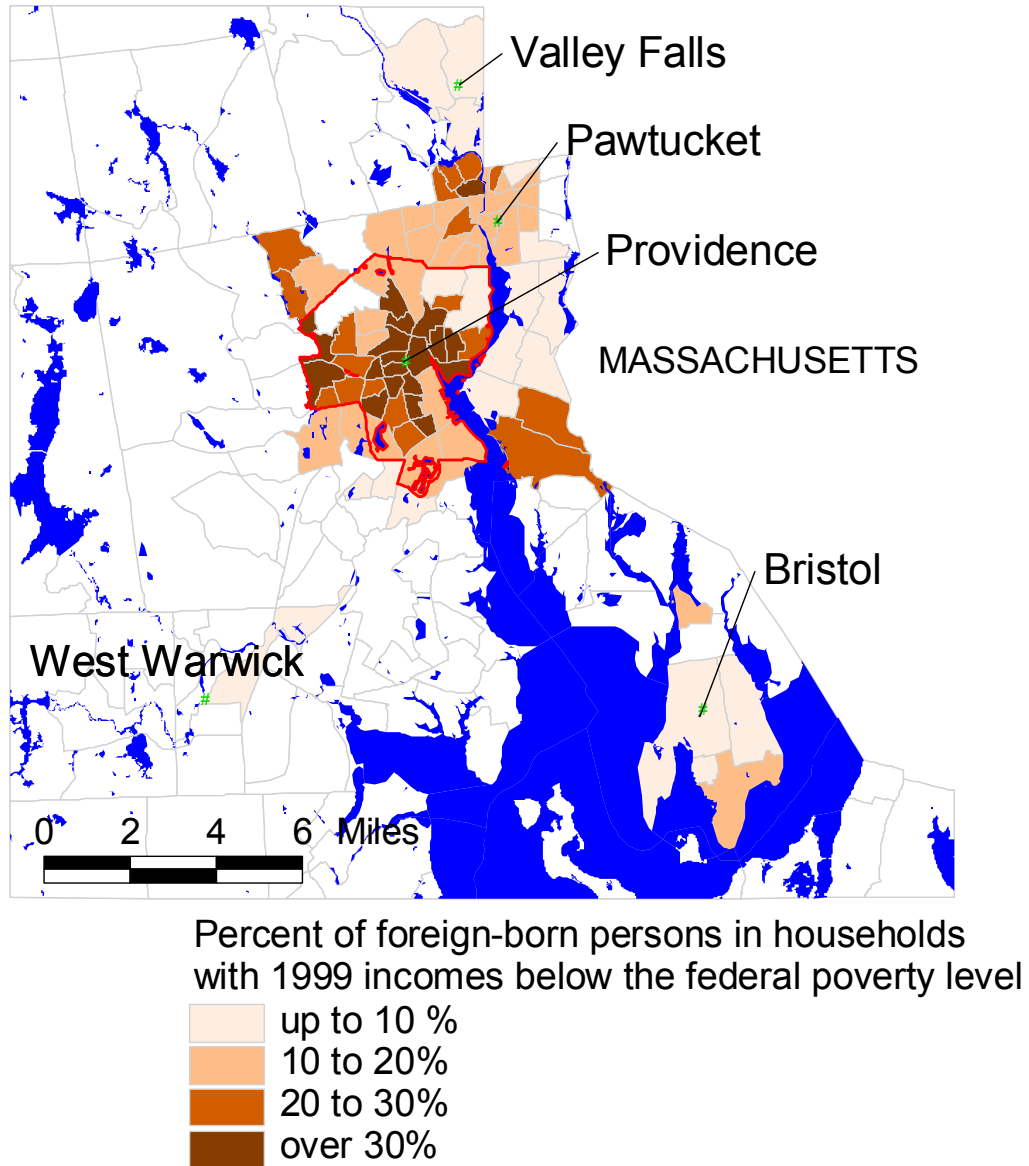 Valley Falls
Pawtucket
Providence
MASSACHUSETTS
Bristol
West Warwick
0 2 4 6 Miles
Percent of foreign-born persons in households
with 1999 incomes below the federal poverty level
up to 10 %
10 to 20%
20 to 30%
over 30%